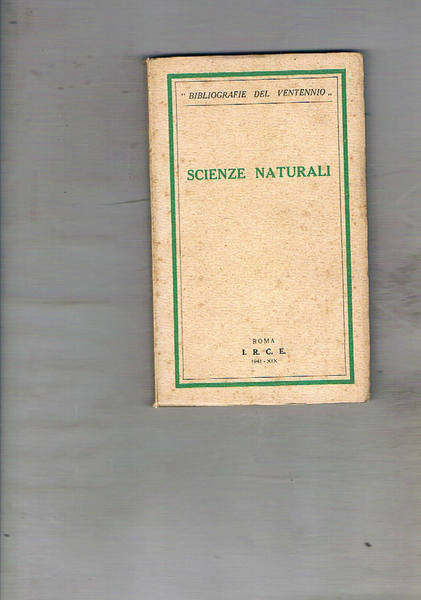 " BIBLIOGRAFIE DEL VENTENNIO „
SCIENZE NATURALI
ROMA
I. R. C. E.
1941 - XIX